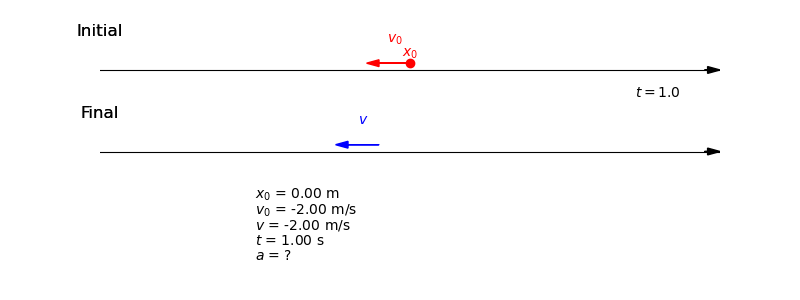 Initial
v₀
x₀
t = 1.0
Final
v
x₀ = 0.00 m
v₀ = -2.00 m/s
v = -2.00 m/s
t = 1.00 s
a = ?